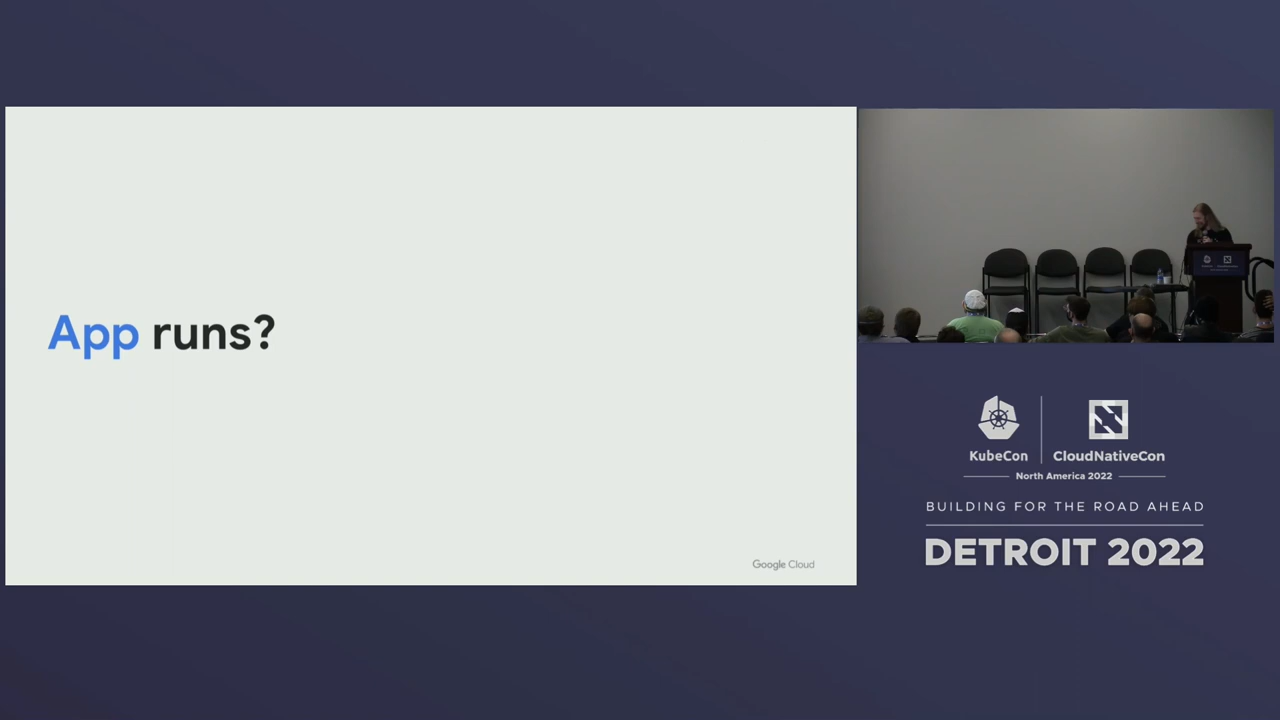 App runs?
Google Cloud
KubeCon
CloudNativeCon
North America 2022
BUILDING FOR THE ROAD AHEAD
DETROIT 2022